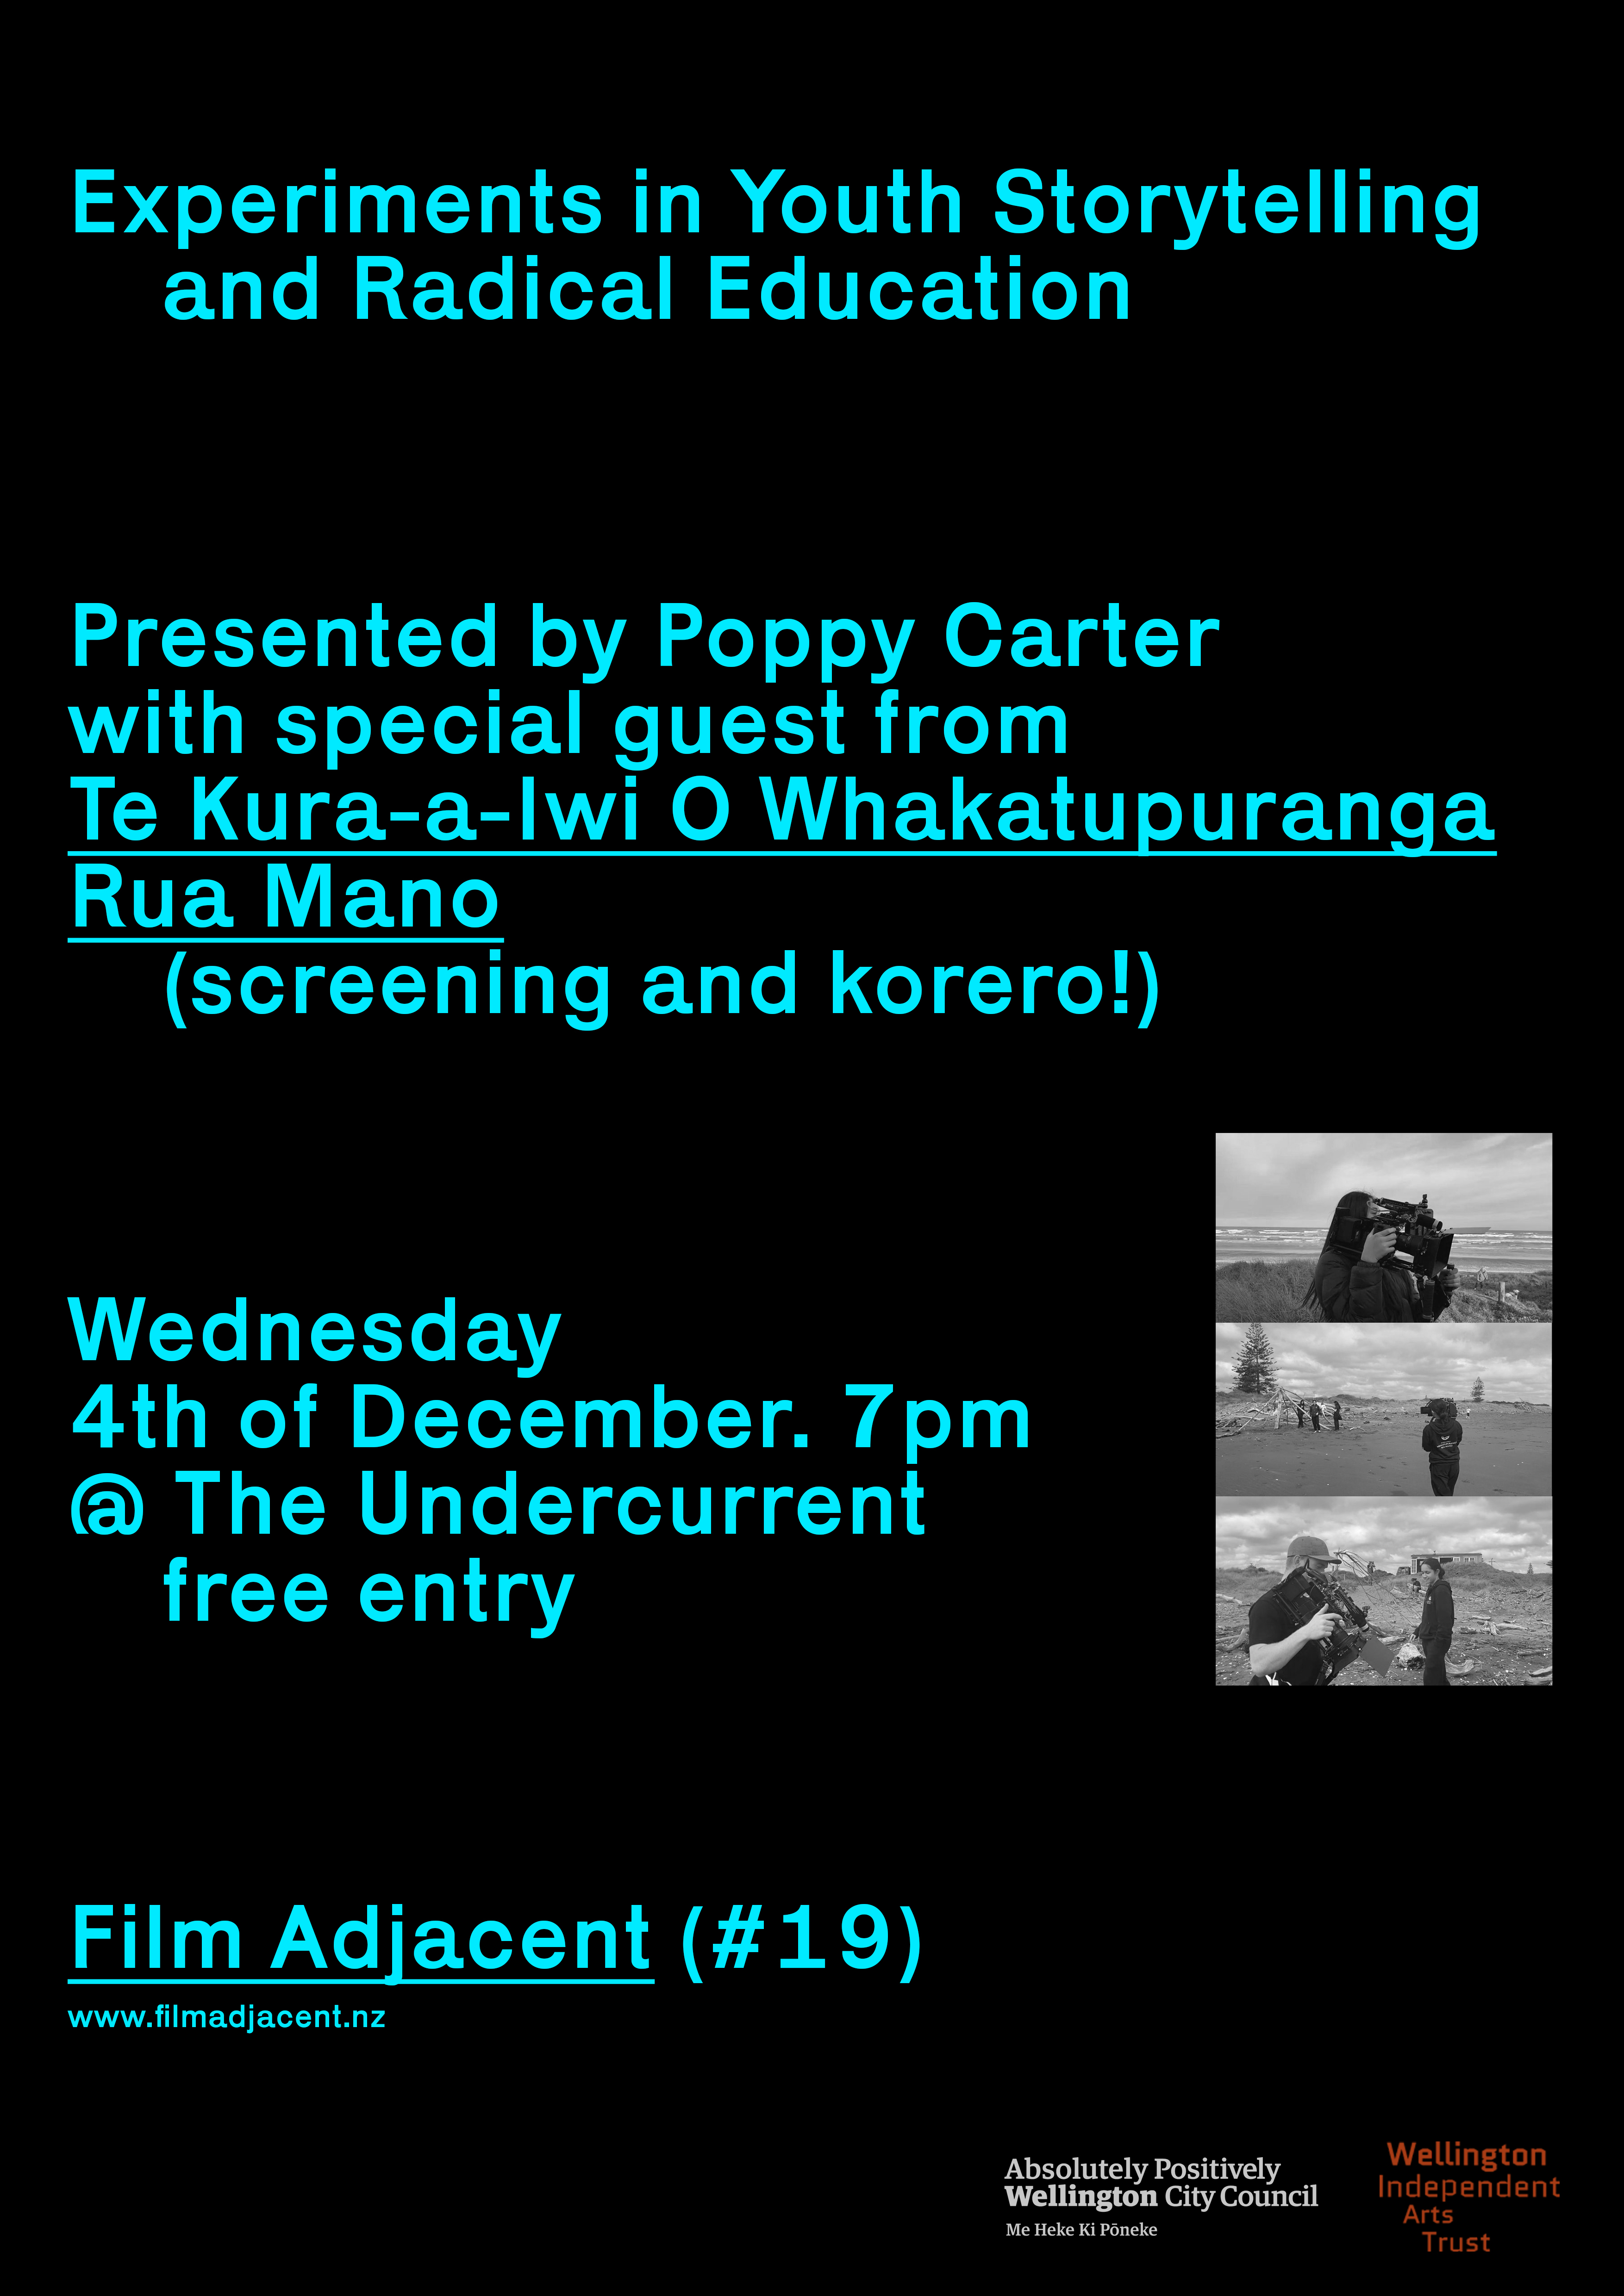 Experiments in Youth Storytelling
and Radical Education
Presented by Poppy Carter
with special guest from
Te Kura-a-Iwi O Whakatupuranga
Rua Mano
(screening and korero!)
Wednesday
4th of December. 7pm
@ The Undercurrent
free entry
Film Adjacent (#19)
www.filmadjacent.nz
Absolutely Positively
Wellington City Council
Me Heke Ki Pōneke
Wellington
Independent
Arts
Trust